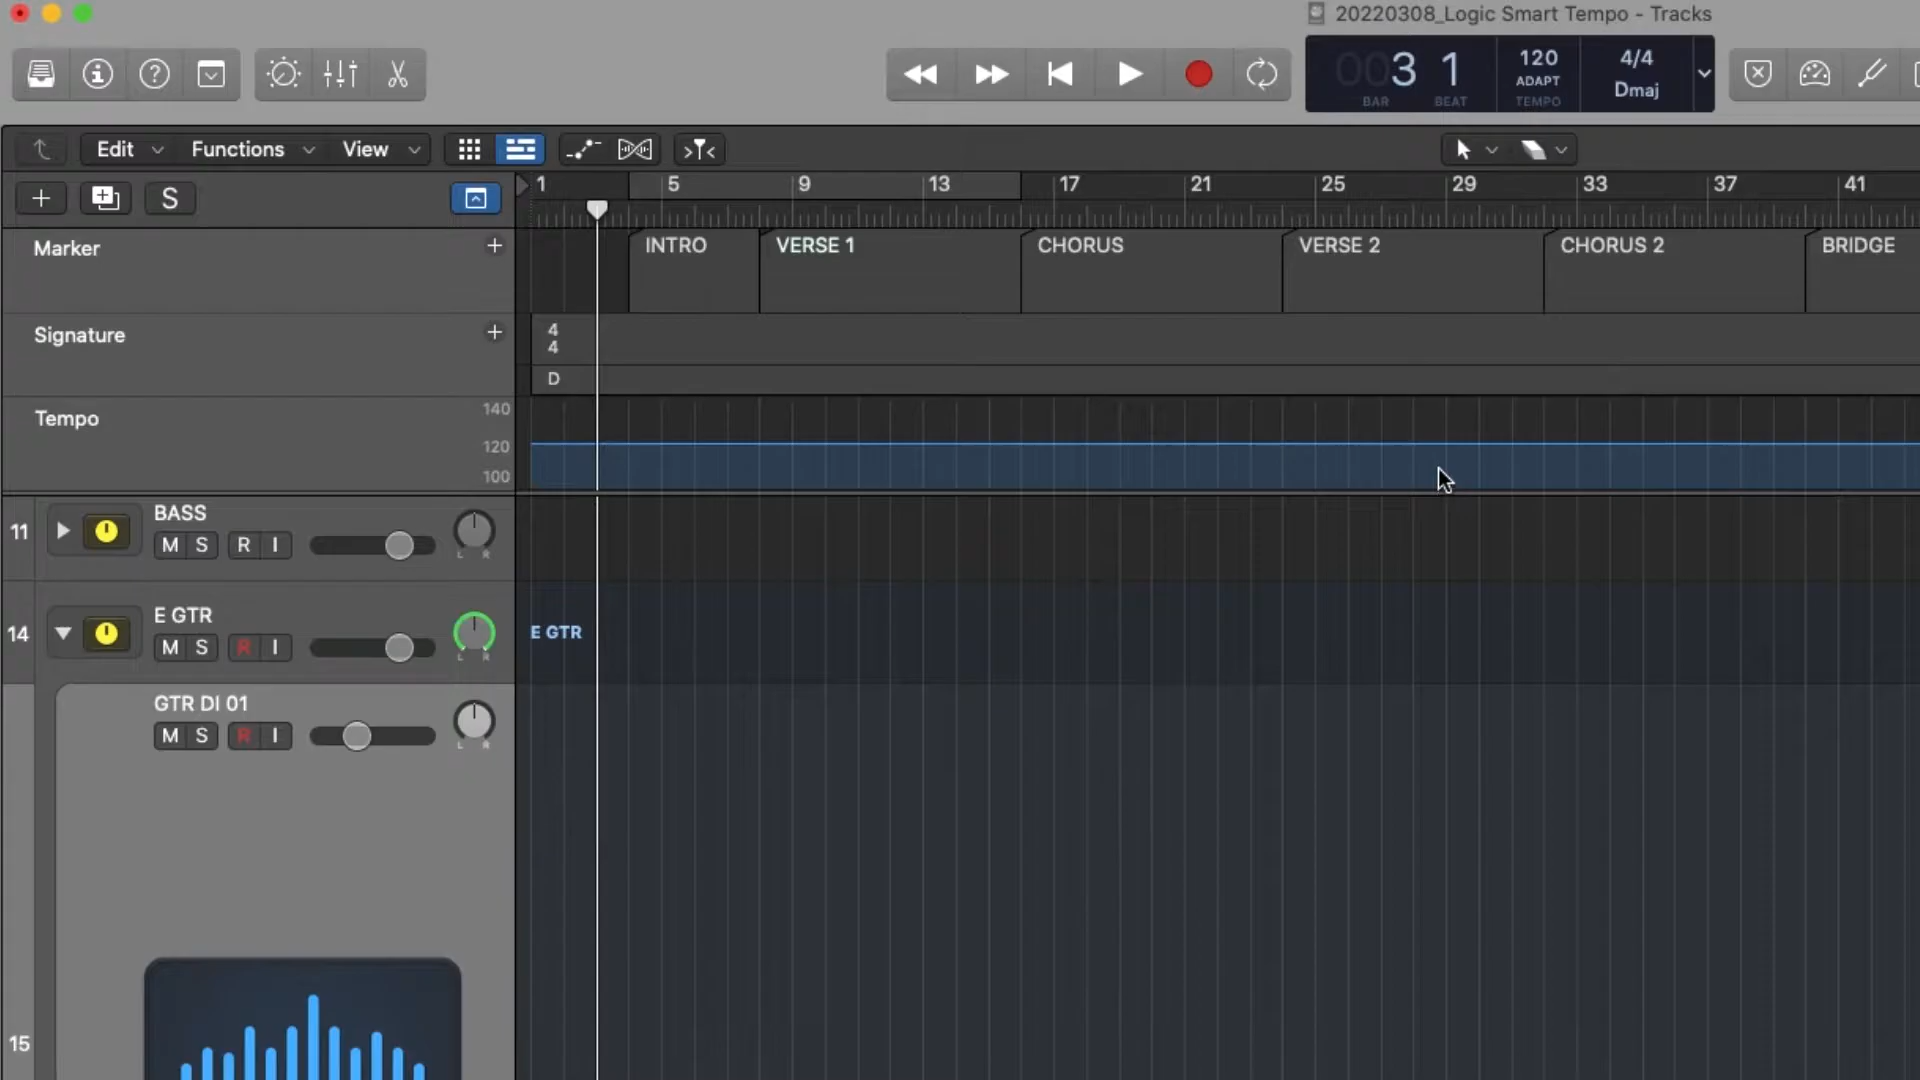 20220308_Logic Smart Tempo - Tracks
003 1
BAR BEAT
120
ADAPT
TEMPO
4/4
Dmaj
Edit Functions View
S
1 5 9 13 17 21 25 29 33 37 41
Marker
INTRO VERSE 1 CHORUS VERSE 2 CHORUS 2 BRIDGE
Signature
4
4
D
Tempo
140
120
100
11
BASS
M S R I
L R
14
E GTR
M S R I
L R
E GTR
GTR DI 01
M S R I
L R
15